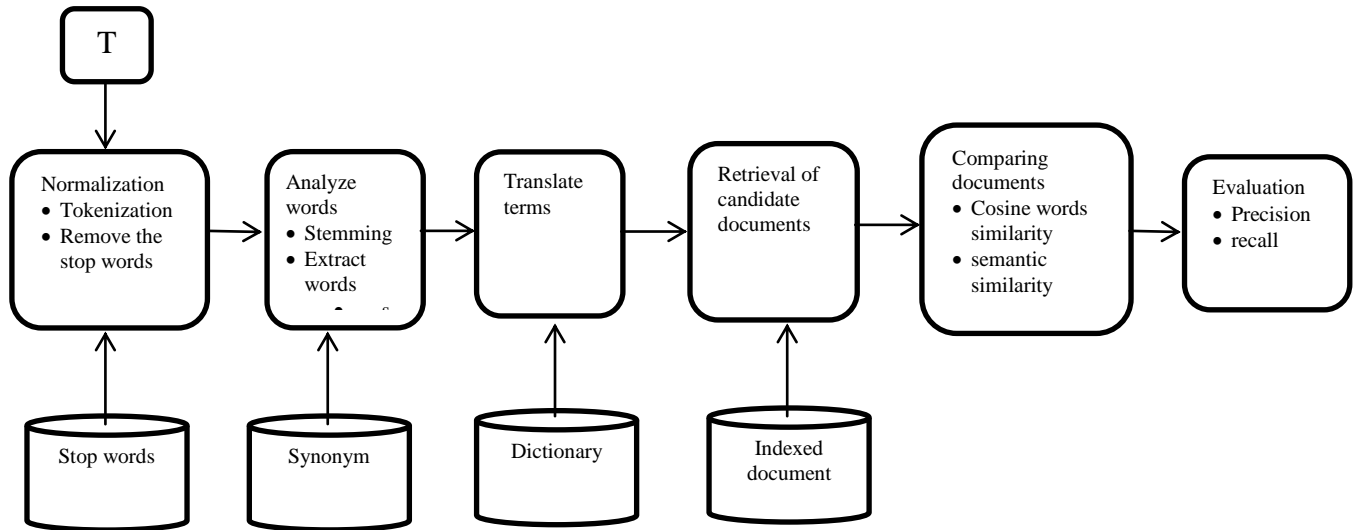 T
Normalization
• Tokenization
• Remove the
stop words
Analyze
words
• Stemming
• Extract
words
Translate
terms
Retrieval of
candidate
documents
Comparing
documents
• Cosine words
similarity
• semantic
similarity
Evaluation
• Precision
• recall
Stop words
Synonym
Dictionary
Indexed
document